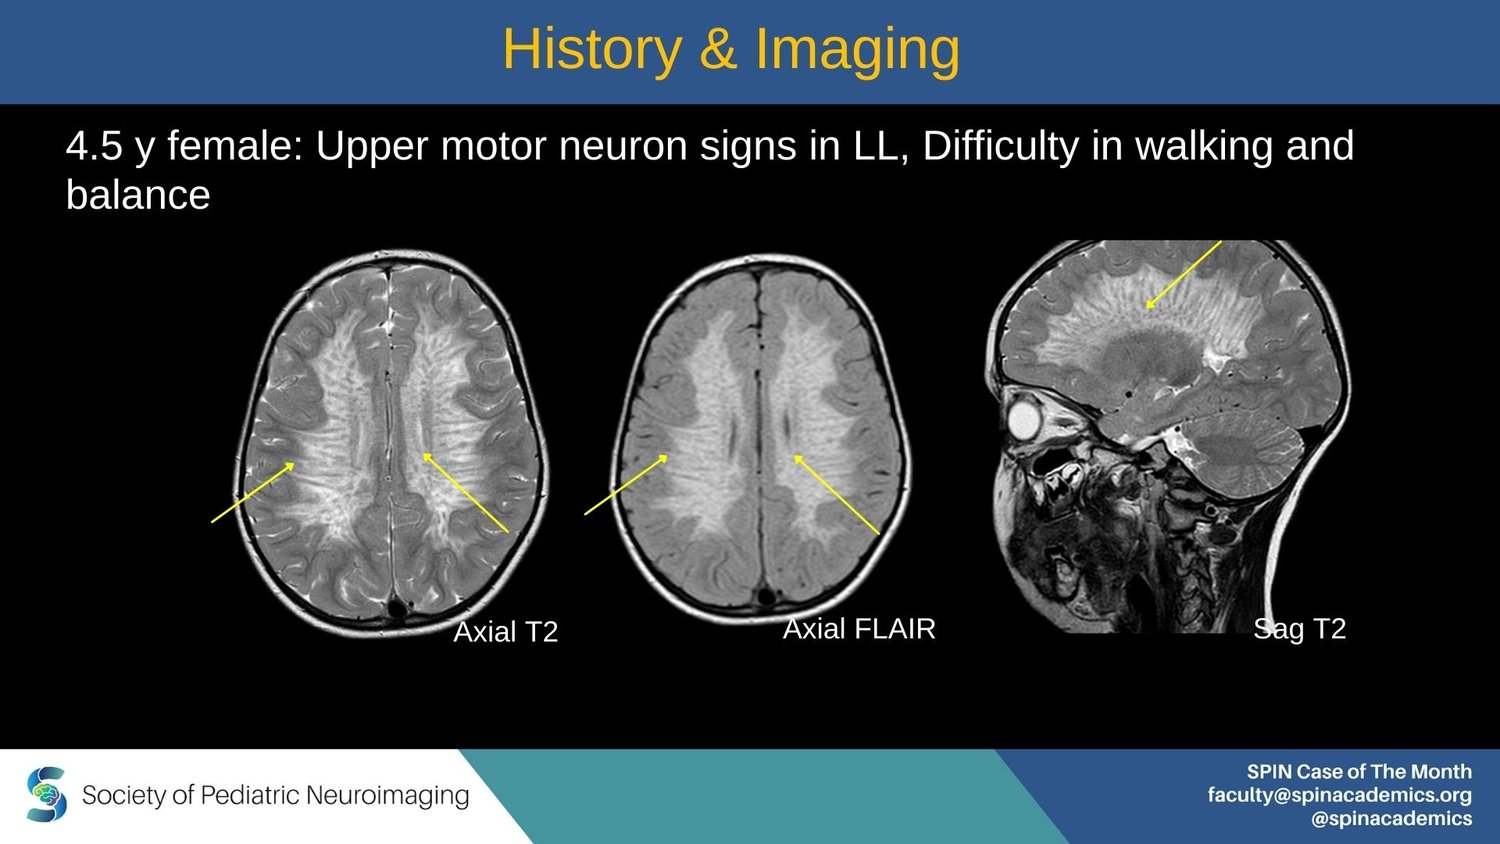 History & Imaging
4.5 y female: Upper motor neuron signs in LL, Difficulty in walking and
balance
Axial T2
Axial FLAIR
Sag T2
Society of Pediatric Neuroimaging
SPIN Case of The Month
faculty@spinacademics.org
@spinacademics